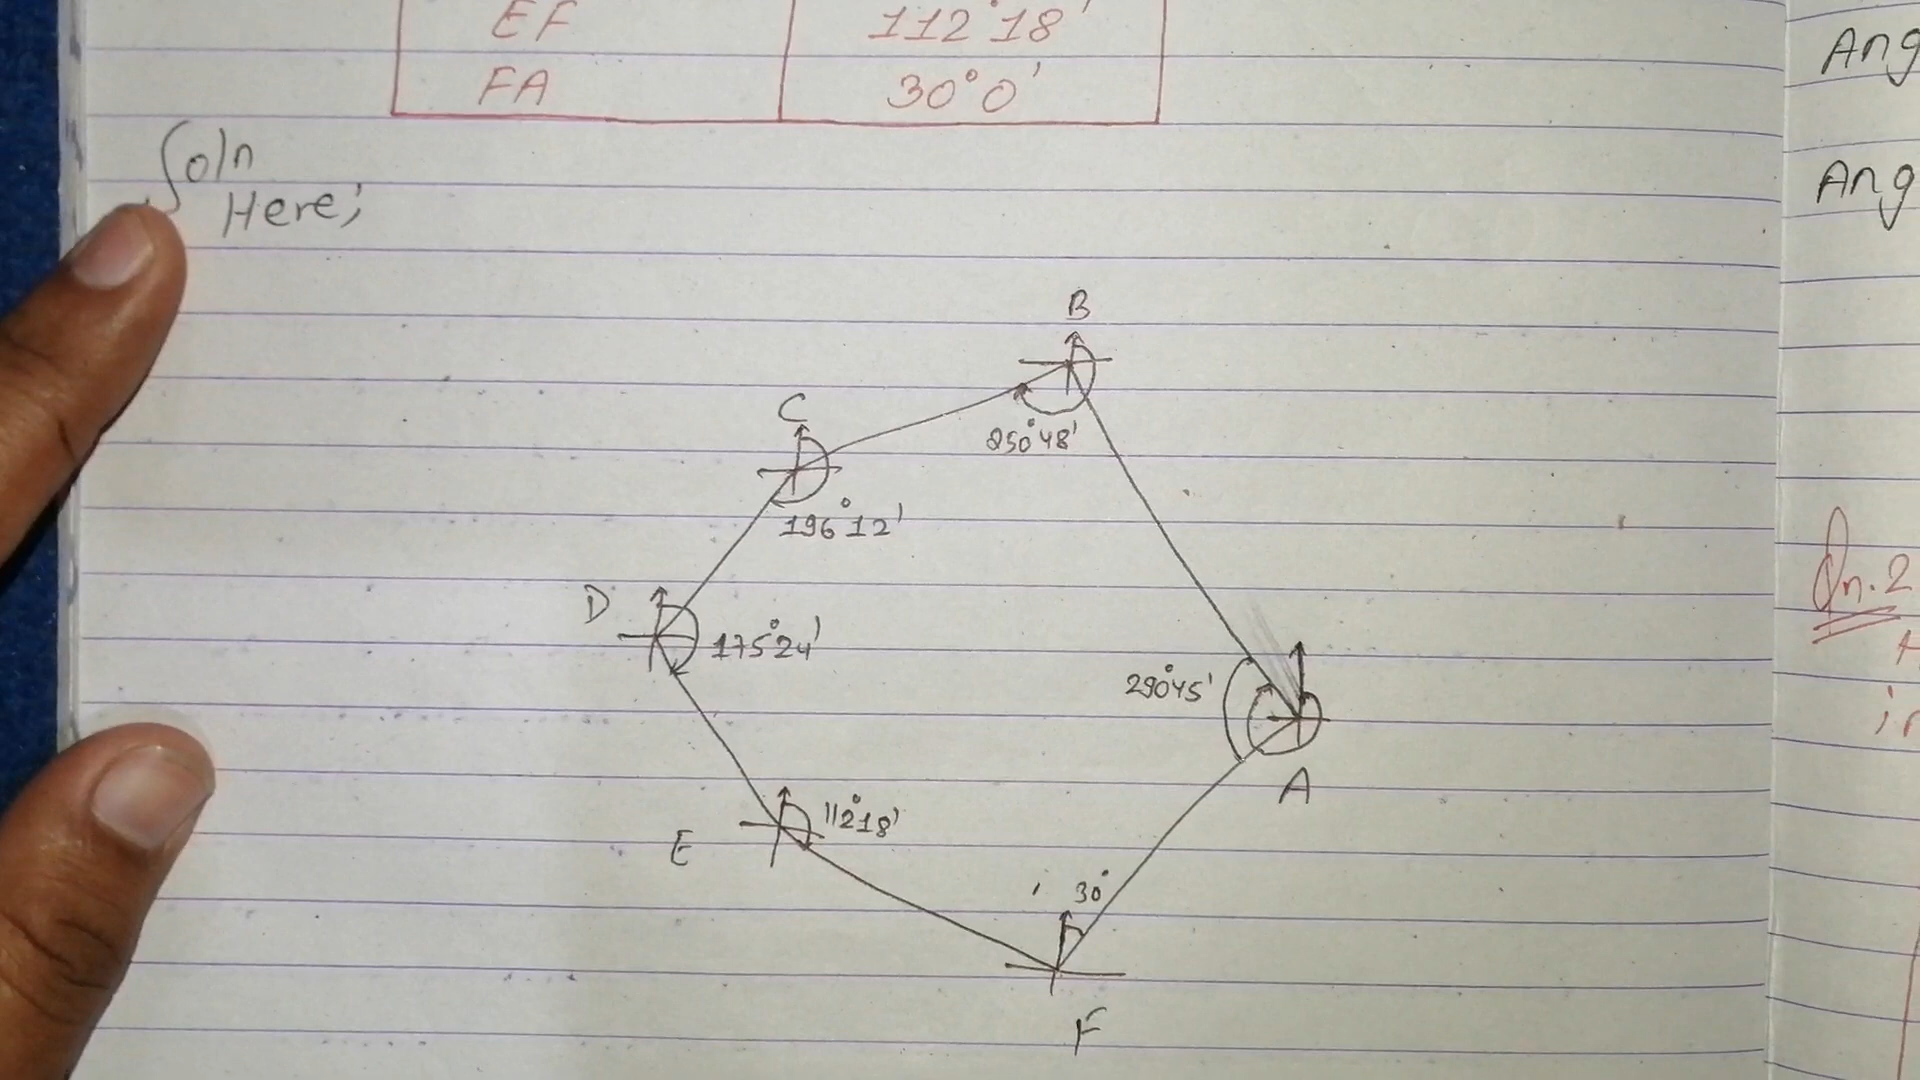 EF 112°18'
FA 30°0'
Soln
Here;
Ang
Ang
B
C
250°48'
196°12'
D
175°24'
290°45'
Qn.2
A
E
112°18'
30°
F